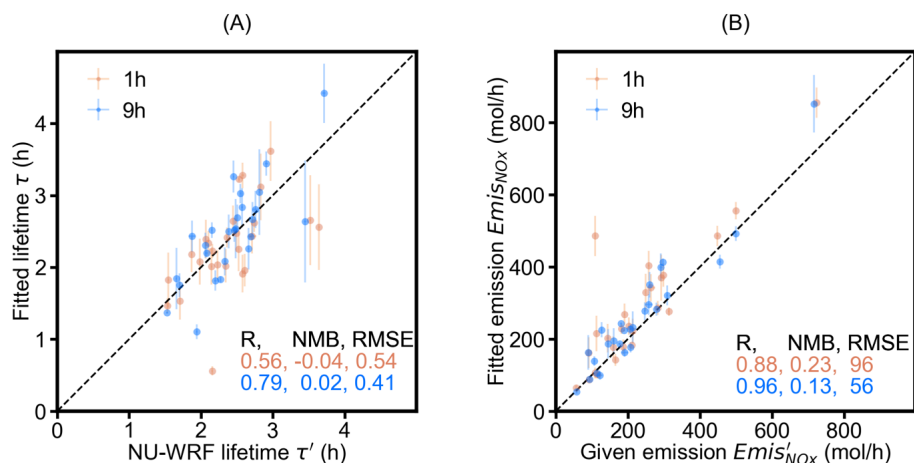 (A)
1h
9h
Fitted lifetime τ (h)
4
3
2
1
0
R, NMB, RMSE
0.56, -0.04, 0.54
0.79, 0.02, 0.41
0 1 2 3 4
NU-WRF lifetime τ′ (h)
(B)
1h
9h
Fitted emission Emis_NOx (mol/h)
800
600
400
200
0
R, NMB, RMSE
0.88, 0.23, 96
0.96, 0.13, 56
0 200 400 600 800
Given emission Emis′_NOx (mol/h)